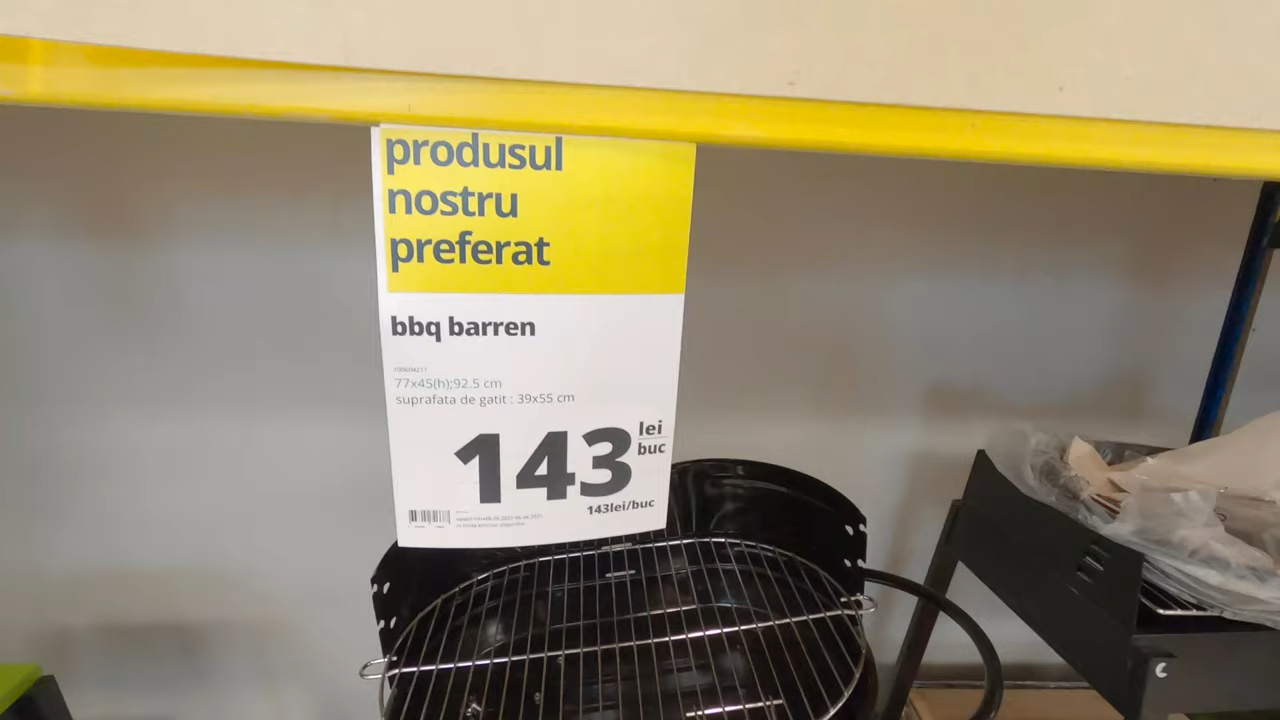 produsul
nostru
preferat
bbq barren
77x45(h);92.5 cm
suprafata de gatit : 39x55 cm
143 lei
buc
143lei/buc